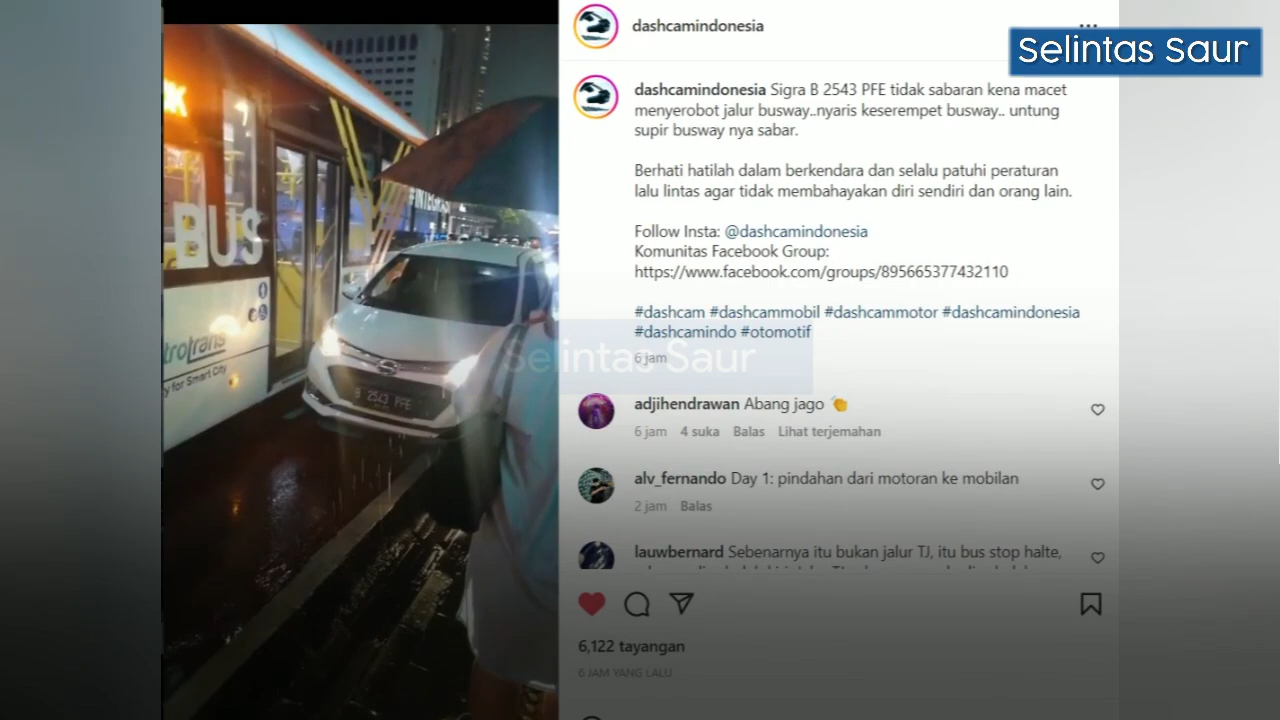 dashcamindonesia
Selintas Saur
dashcamindonesia Sigra B 2543 PFE tidak sabaran kena macet
menyerobot jalur busway..nyaris keserempet busway.. untung
supir busway nya sabar.
Berhati hatilah dalam berkendara dan selalu patuhi peraturan
lalu lintas agar tidak membahayakan diri sendiri dan orang lain.
Follow Insta: @dashcamindonesia
Komunitas Facebook Group:
https://www.facebook.com/groups/895665377432110
#dashcam #dashcammobil #dashcammotor #dashcamindonesia
#dashcamindo #otomotif
Selintas Saur
6 jam
adjihendrawan Abang jago 👏
6 jam 4 suka Balas Lihat terjemahan
alv_fernando Day 1: pindahan dari motoran ke mobilan
2 jam Balas
lauwbernard Sebenarnya itu bukan jalur TJ, itu bus stop halte,
6,122 tayangan
6 JAM YANG LALU
BUS
trotrans
y for Smart City
B 2543 PFE